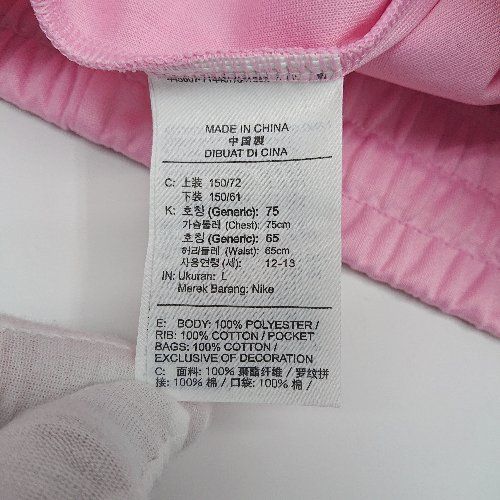 MADE IN CHINA
中国製
DIBUAT DI CINA
C: 上装 150/72
下装 150/61
K: 호칭 (Generic): 75
가슴둘레 (Chest): 75cm
호칭 (Generic): 65
허리둘레 (Waist): 65cm
사용연령 (세): 12-13
IN: Ukuran: L
Merek Barang: Nike
E: BODY: 100% POLYESTER /
RIB: 100% COTTON / POCKET
BAGS: 100% COTTON /
EXCLUSIVE OF DECORATION
C: 面料: 100% 聚酯纤维 / 罗纹拼
接: 100% 棉 / 口袋: 100% 棉 /